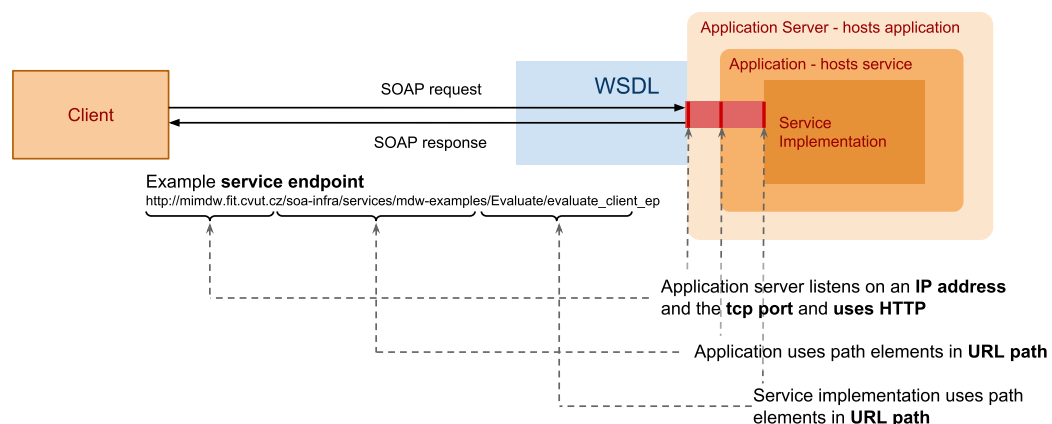 Application Server - hosts application
Application - hosts service
WSDL
SOAP request
Client
Service
Implementation
SOAP response
Example service endpoint
http://mimdw.fit.cvut.cz/soa-infra/services/mdw-examples/Evaluate/evaluate_client_ep
Application server listens on an IP address
and the tcp port and uses HTTP
Application uses path elements in URL path
Service implementation uses path
elements in URL path